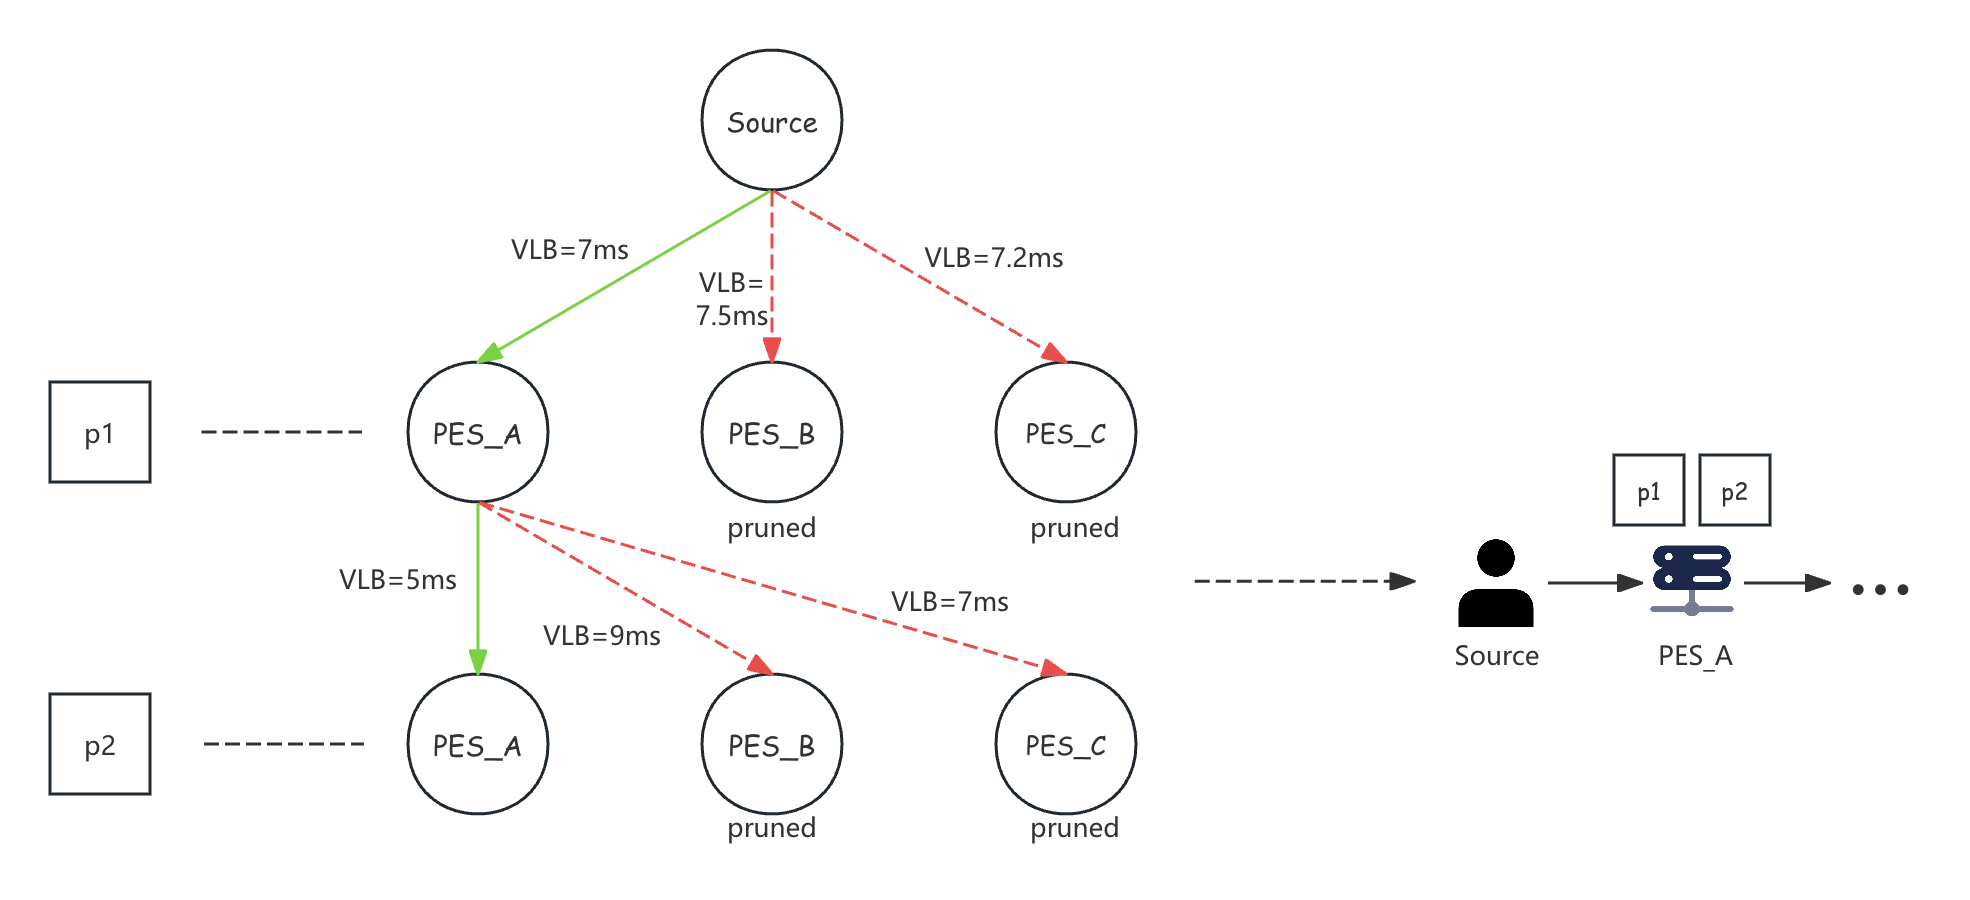 Source
VLB=7ms
VLB=
7.5ms
VLB=7.2ms
p1
PES_A
PES_B
PES_C
pruned
pruned
VLB=5ms
VLB=9ms
VLB=7ms
p2
PES_A
PES_B
PES_C
pruned
pruned
p1
p2
Source
PES_A